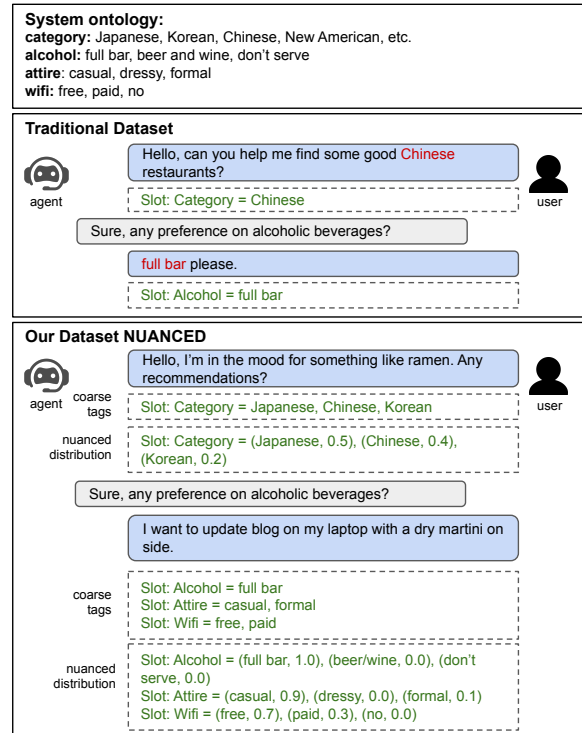 System ontology:
category: Japanese, Korean, Chinese, New American, etc.
alcohol: full bar, beer and wine, don’t serve
attire: casual, dressy, formal
wifi: free, paid, no
Traditional Dataset
Hello, can you help me find some good Chinese
restaurants?
agent
user
Slot: Category = Chinese
Sure, any preference on alcoholic beverages?
full bar please.
Slot: Alcohol = full bar
Our Dataset NUANCED
Hello, I’m in the mood for something like ramen. Any
recommendations?
agent
user
coarse
tags
Slot: Category = Japanese, Chinese, Korean
nuanced
distribution
Slot: Category = (Japanese, 0.5), (Chinese, 0.4),
(Korean, 0.2)
Sure, any preference on alcoholic beverages?
I want to update blog on my laptop with a dry martini on
side.
coarse
tags
Slot: Alcohol = full bar
Slot: Attire = casual, formal
Slot: Wifi = free, paid
nuanced
distribution
Slot: Alcohol = (full bar, 1.0), (beer/wine, 0.0), (don’t
serve, 0.0)
Slot: Attire = (casual, 0.9), (dressy, 0.0), (formal, 0.1)
Slot: Wifi = (free, 0.7), (paid, 0.3), (no, 0.0)